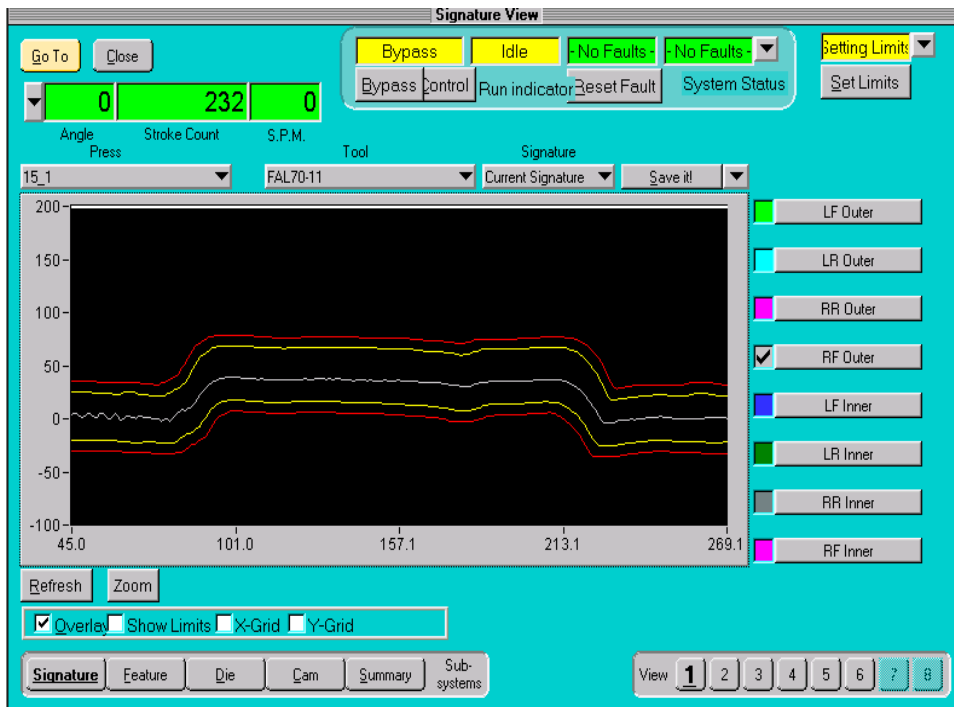 Signature View
Go To
Close
Bypass
Idle
- No Faults -
- No Faults -
Setting Limits
Bypass
Control
Run indicator
Reset Fault
System Status
Set Limits
0
232
0
Angle
Stroke Count
S.P.M.
Press
Tool
Signature
15_1
FAL70-11
Current Signature
Save it!
200
150
100
50
0
-50
-100
45.0
101.0
157.1
213.1
269.1
LF Outer
LR Outer
RR Outer
RF Outer
LF Inner
LR Inner
RR Inner
RF Inner
Refresh
Zoom
Overlay
Show Limits
X-Grid
Y-Grid
Signature
Feature
Die
Cam
Summary
Sub-
systems
View
1
2
3
4
5
6
7
8